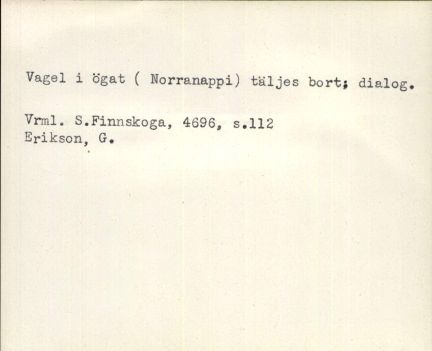 Vagel i ögat ( Norranappi) täljes bort; dialog.
Vrml. S.Finnskoga, 4696, s.112
Erikson, G.